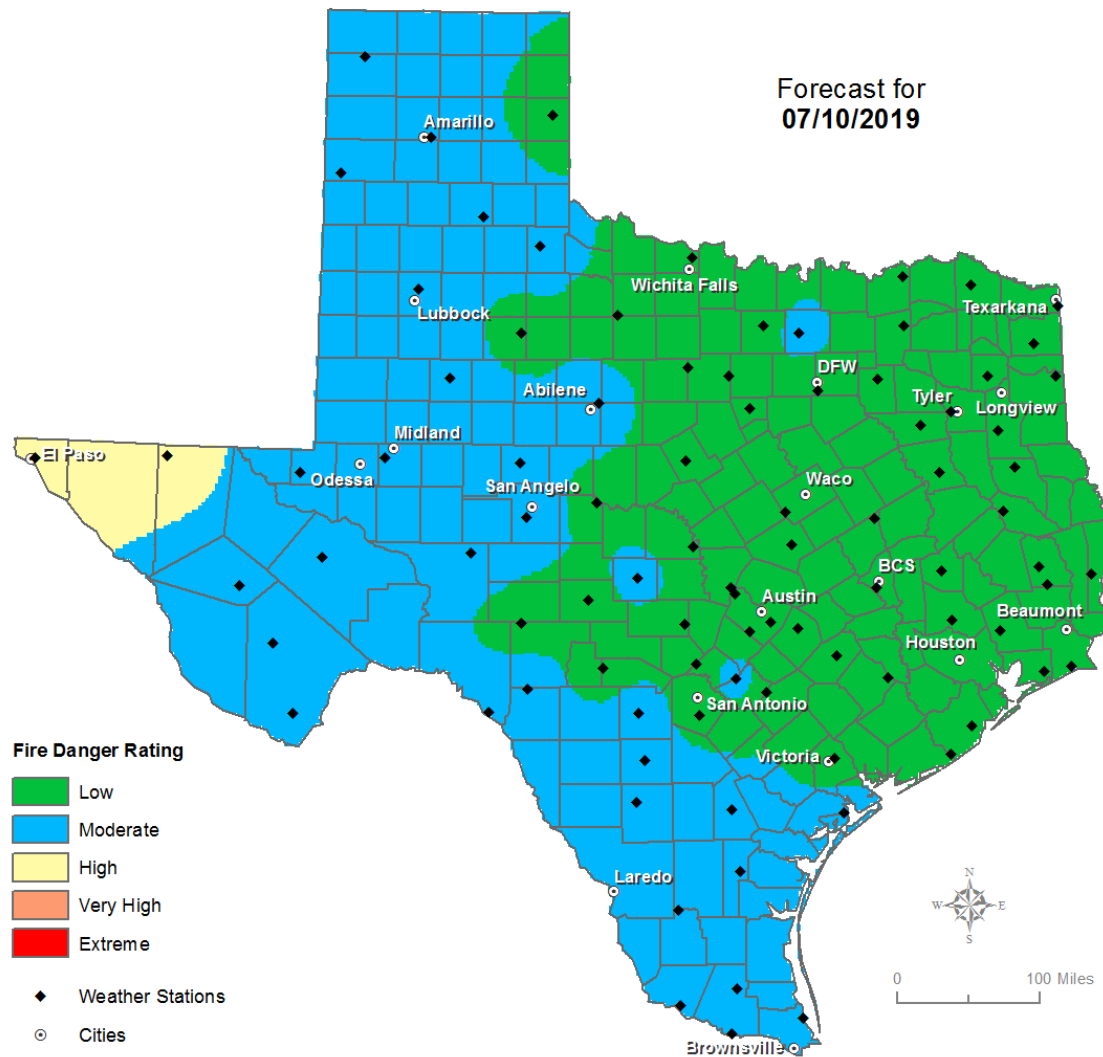 Forecast for
07/10/2019
Amarillo
Wichita Falls
Texarkana
Lubbock
DFW
Abilene
Tyler
Longview
Midland
El Paso
Odessa
San Angelo
Waco
BCS
Austin
Beaumont
Houston
San Antonio
Victoria
Laredo
Brownsville
Fire Danger Rating
Low
Moderate
High
Very High
Extreme
Weather Stations
Cities
N
W
E
S
0
100 Miles